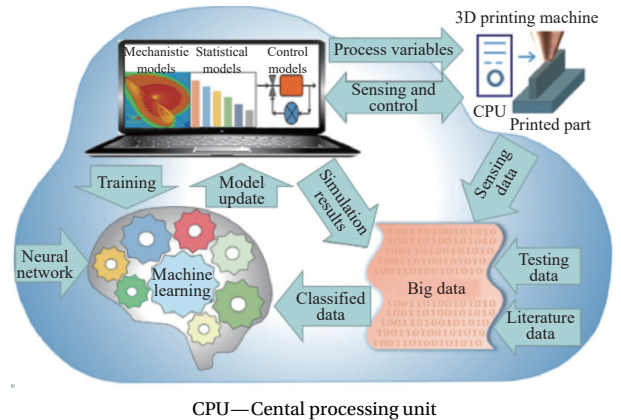 3D printing machine
Mechanistic models
Statistical models
Control models
Process variables
Sensing and control
CPU
Printed part
Training
Model update
Simulation results
Sensing data
Neural network
Machine learning
Classified data
Big data
Testing data
Literature data
CPU—Cental processing unit